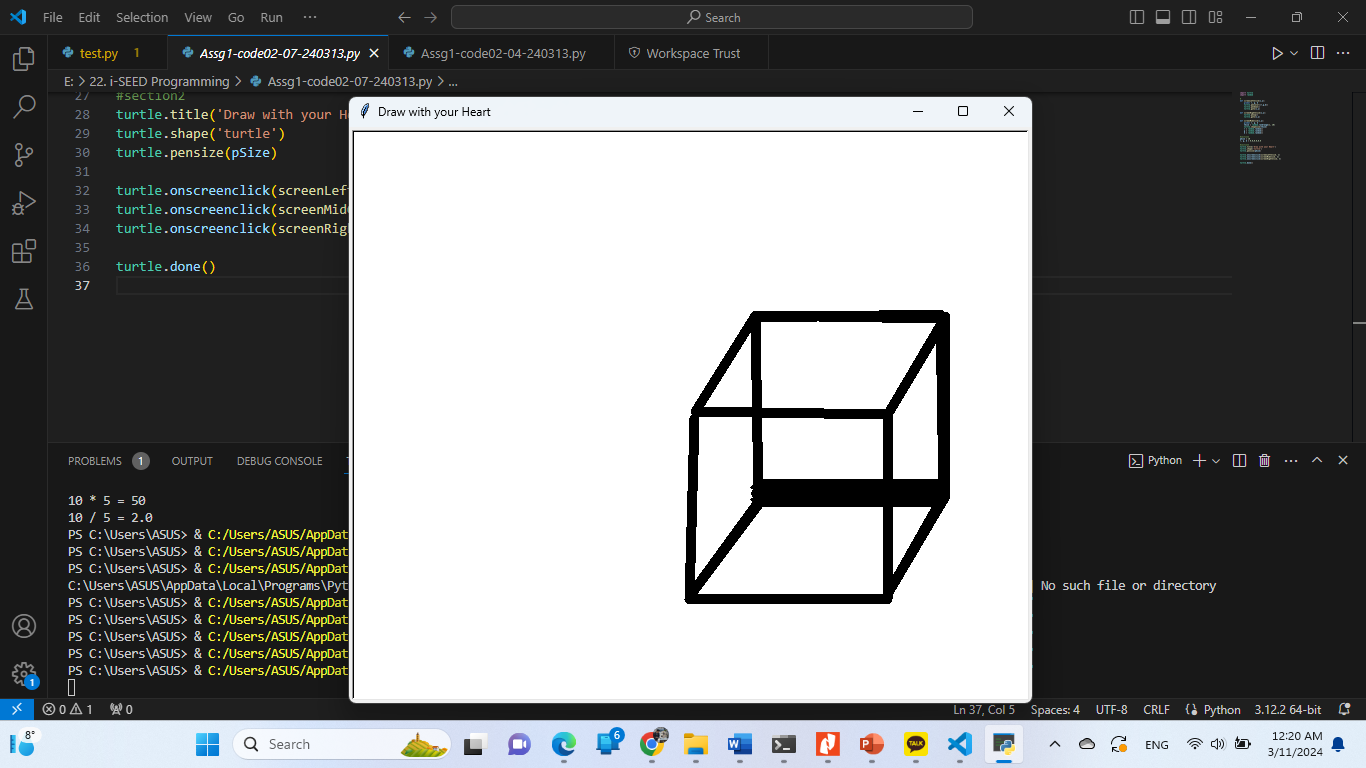 File Edit Selection View Go Run ··· Search
test.py 1 Assg1-code02-07-240313.py Assg1-code02-04-240313.py Workspace Trust
E: > 22. i-SEED Programming > Assg1-code02-07-240313.py > ...
27 #section2
28 turtle.title('Draw with your H
29 turtle.shape('turtle')
30 turtle.pensize(pSize)
31
32 turtle.onscreenclick(screenLef
33 turtle.onscreenclick(screenMid
34 turtle.onscreenclick(screenRig
35
36 turtle.done()
37
Draw with your Heart
PROBLEMS 1 OUTPUT DEBUG CONSOLE
Python
10 * 5 = 50
10 / 5 = 2.0
PS C:\Users\ASUS> & C:/Users/ASUS/AppDat
PS C:\Users\ASUS> & C:/Users/ASUS/AppDat
PS C:\Users\ASUS> & C:/Users/ASUS/AppDat
C:\Users\ASUS\AppData\Local\Programs\Pyt No such file or directory
PS C:\Users\ASUS> & C:/Users/ASUS/AppDat
PS C:\Users\ASUS> & C:/Users/ASUS/AppDat
PS C:\Users\ASUS> & C:/Users/ASUS/AppDat
PS C:\Users\ASUS> & C:/Users/ASUS/AppDat
PS C:\Users\ASUS> & C:/Users/ASUS/AppDat
1
0 1 0 Ln 37, Col 5 Spaces: 4 UTF-8 CRLF Python 3.12.2 64-bit
8° Search 6 TALK ENG 12:20 AM
3/11/2024